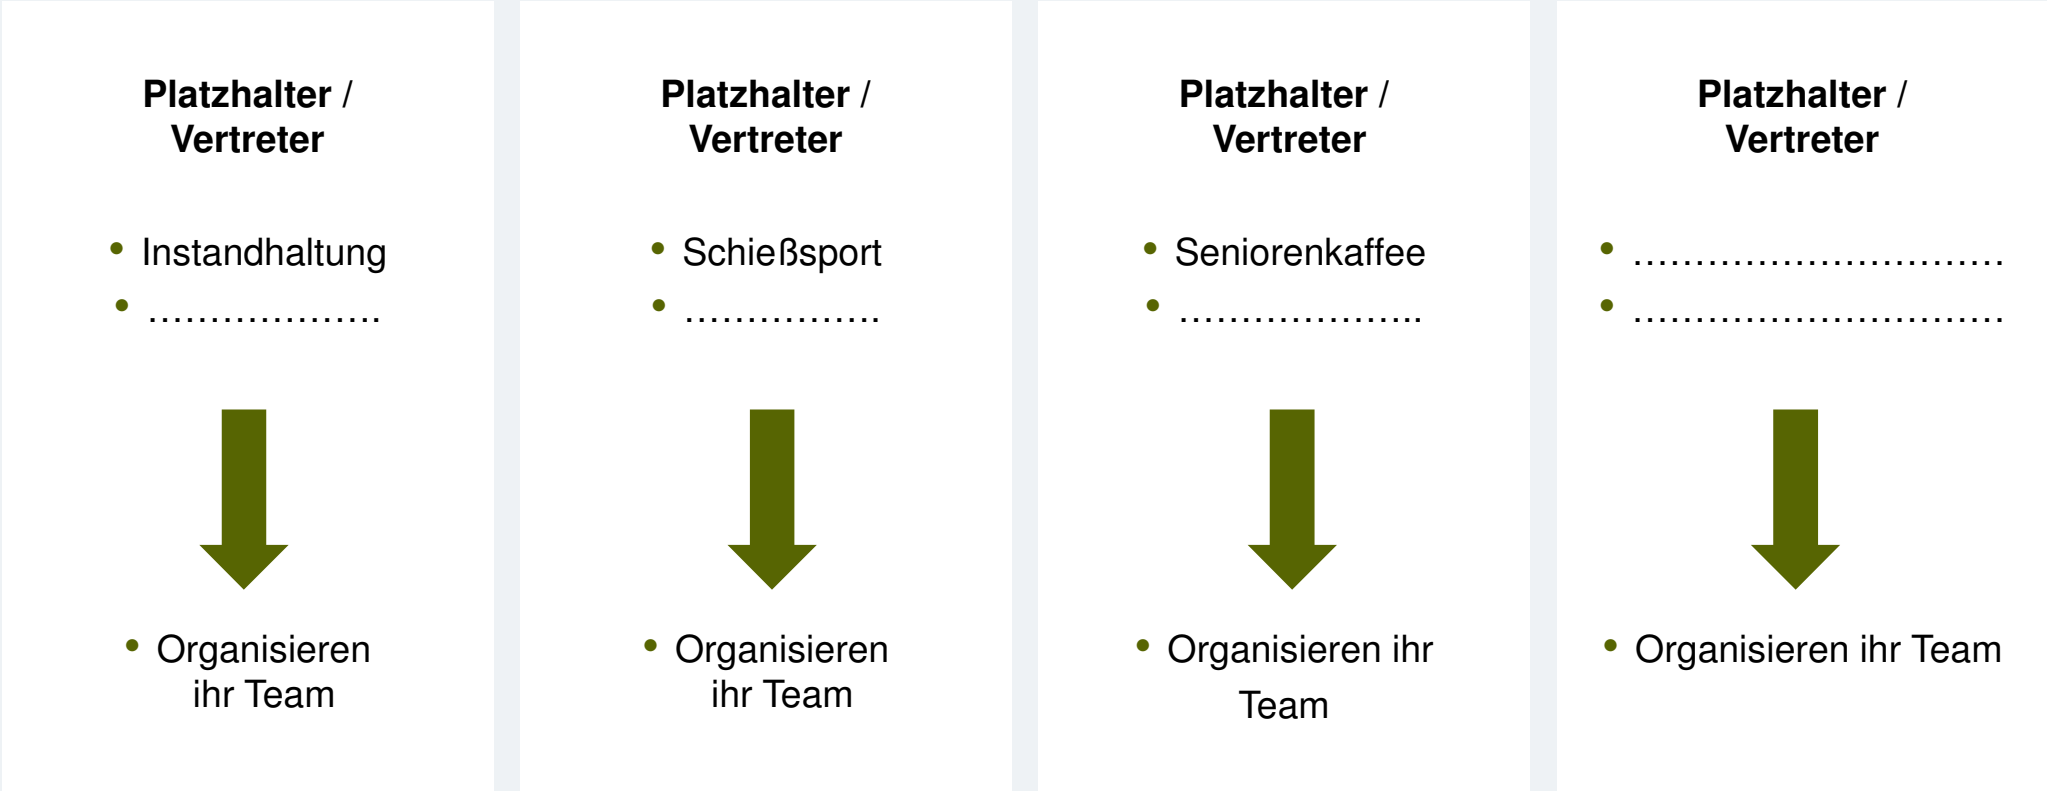 Platzhalter /
Vertreter
• Instandhaltung
• ……………….
• Organisieren
ihr Team
Platzhalter /
Vertreter
• Schießsport
• …………….
• Organisieren
ihr Team
Platzhalter /
Vertreter
• Seniorenkaffee
• ………………..
• Organisieren ihr
Team
Platzhalter /
Vertreter
• …………………………
• …………………………
• Organisieren ihr Team